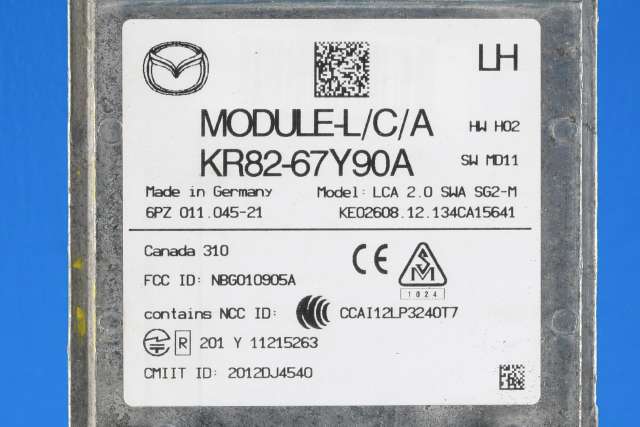 LH
MODULE-L/C/A HW H02
KR82-67Y90A SW MD11
Made in Germany Model: LCA 2.0 SWA SG2-M
6PZ 011.045-21 KE02608.12.134CA15641
Canada 310 CE
FCC ID: NBG010905A SM
1024
contains NCC ID: CCAI12LP3240T7
R 201 Y 11215263
CMIIT ID: 2012DJ4540